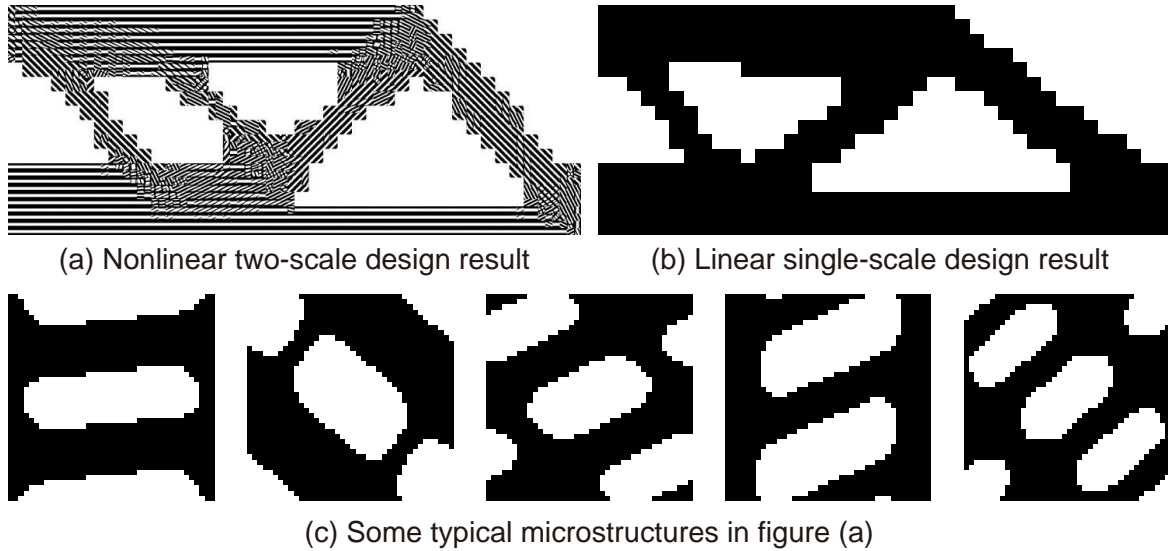 (a) Nonlinear two-scale design result
(b) Linear single-scale design result
(c) Some typical microstructures in figure (a)